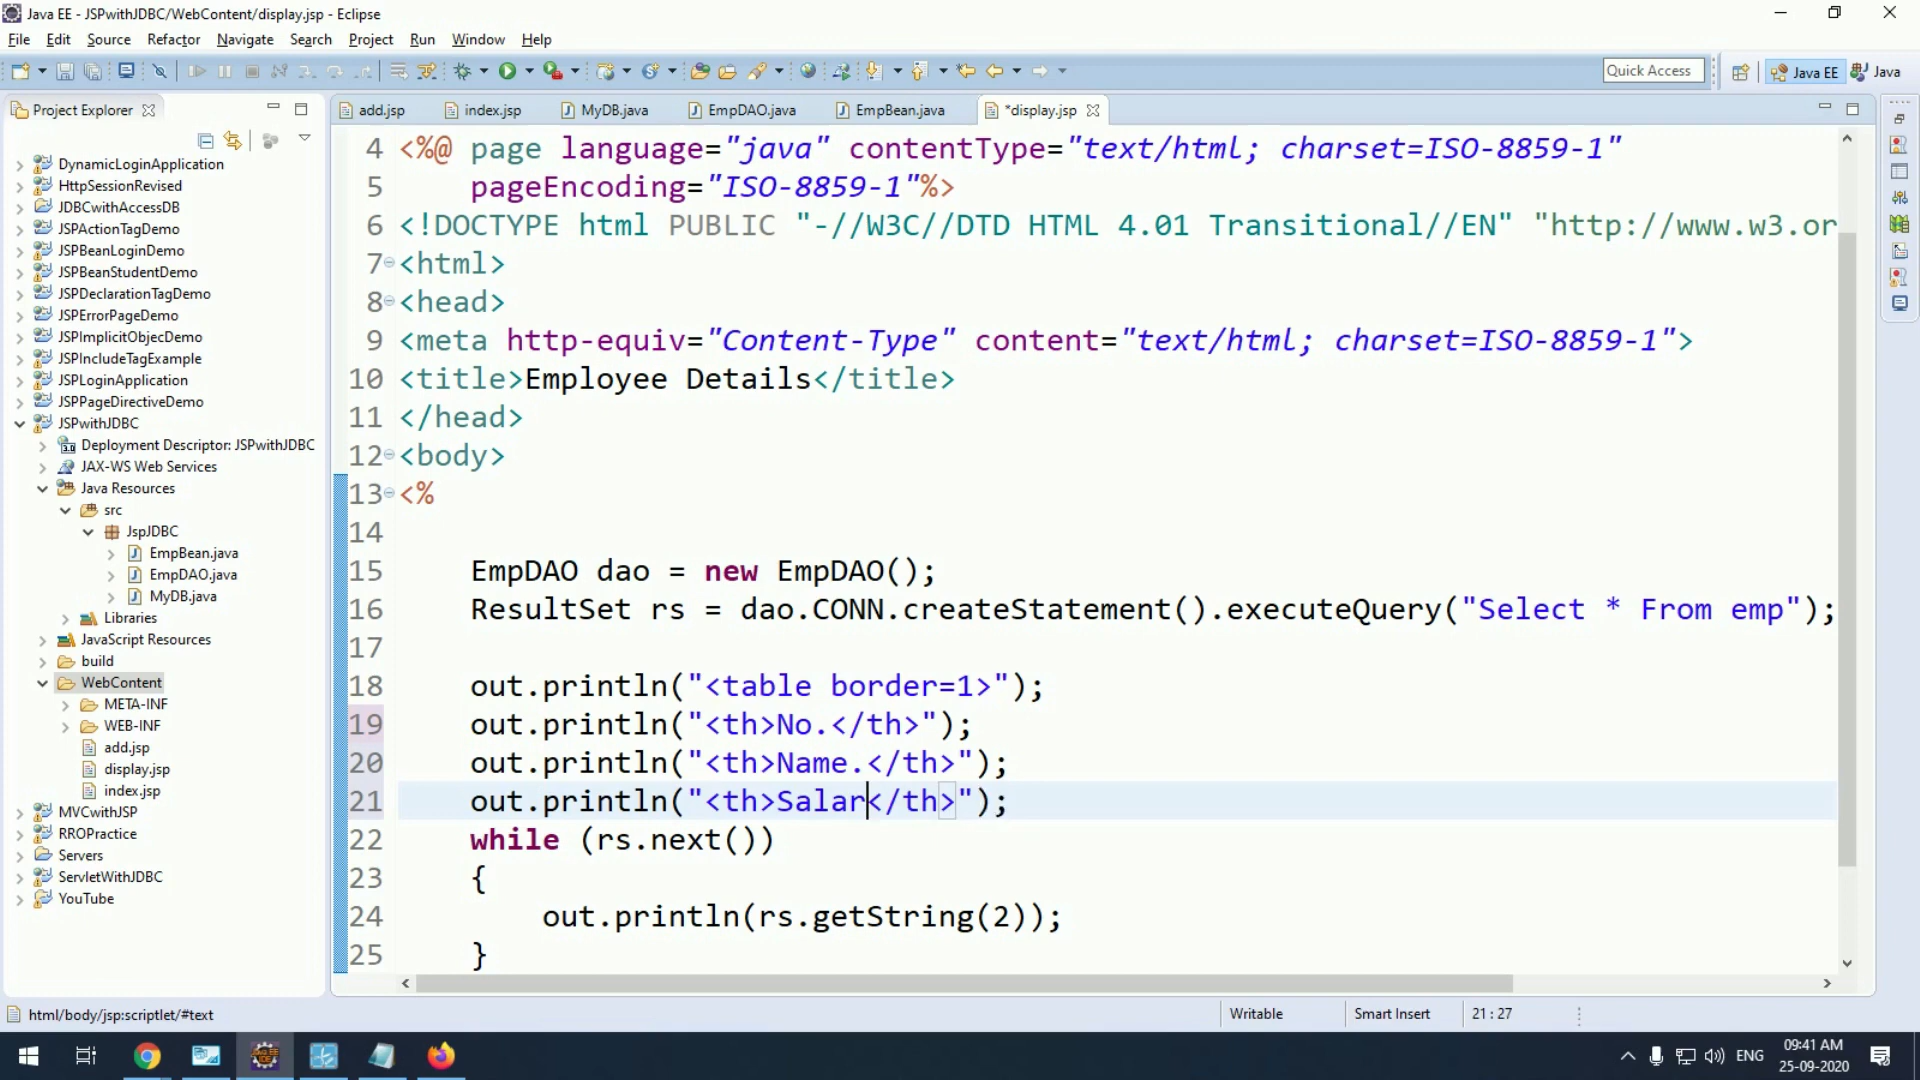 Java EE - JSPwithJDBC/WebContent/display.jsp - Eclipse
File Edit Source Refactor Navigate Search Project Run Window Help
Quick Access
Java EE
Java
Project Explorer
add.jsp
index.jsp
MyDB.java
EmpDAO.java
EmpBean.java
*display.jsp
DynamicLoginApplication
HttpSessionRevised
JDBCwithAccessDB
JSPActionTagDemo
JSPBeanLoginDemo
JSPBeanStudentDemo
JSPDeclarationTagDemo
JSPErrorPageDemo
JSPImplicitObjecDemo
JSPIncludeTagExample
JSPLoginApplication
JSPPageDirectiveDemo
JSPwithJDBC
Deployment Descriptor: JSPwithJDBC
JAX-WS Web Services
Java Resources
src
JspJDBC
EmpBean.java
EmpDAO.java
MyDB.java
Libraries
JavaScript Resources
build
WebContent
META-INF
WEB-INF
add.jsp
display.jsp
index.jsp
MVCwithJSP
RROPractice
Servers
ServletWithJDBC
YouTube
4 <%@ page language="java" contentType="text/html; charset=ISO-8859-1"
5 pageEncoding="ISO-8859-1"%>
6 <!DOCTYPE html PUBLIC "-//W3C//DTD HTML 4.01 Transitional//EN" "http://www.w3.or
7 <html>
8 <head>
9 <meta http-equiv="Content-Type" content="text/html; charset=ISO-8859-1">
10 <title>Employee Details</title>
11 </head>
12 <body>
13 <%
14
15 EmpDAO dao = new EmpDAO();
16 ResultSet rs = dao.CONN.createStatement().executeQuery("Select * From emp");
17
18 out.println("<table border=1>");
19 out.println("<th>No.</th>");
20 out.println("<th>Name.</th>");
21 out.println("<th>Salar</th>");
22 while (rs.next())
23 {
24 out.println(rs.getString(2));
25 }
html/body/jsp:scriptlet/#text
Writable
Smart Insert
21 : 27
ENG
09:41 AM
25-09-2020